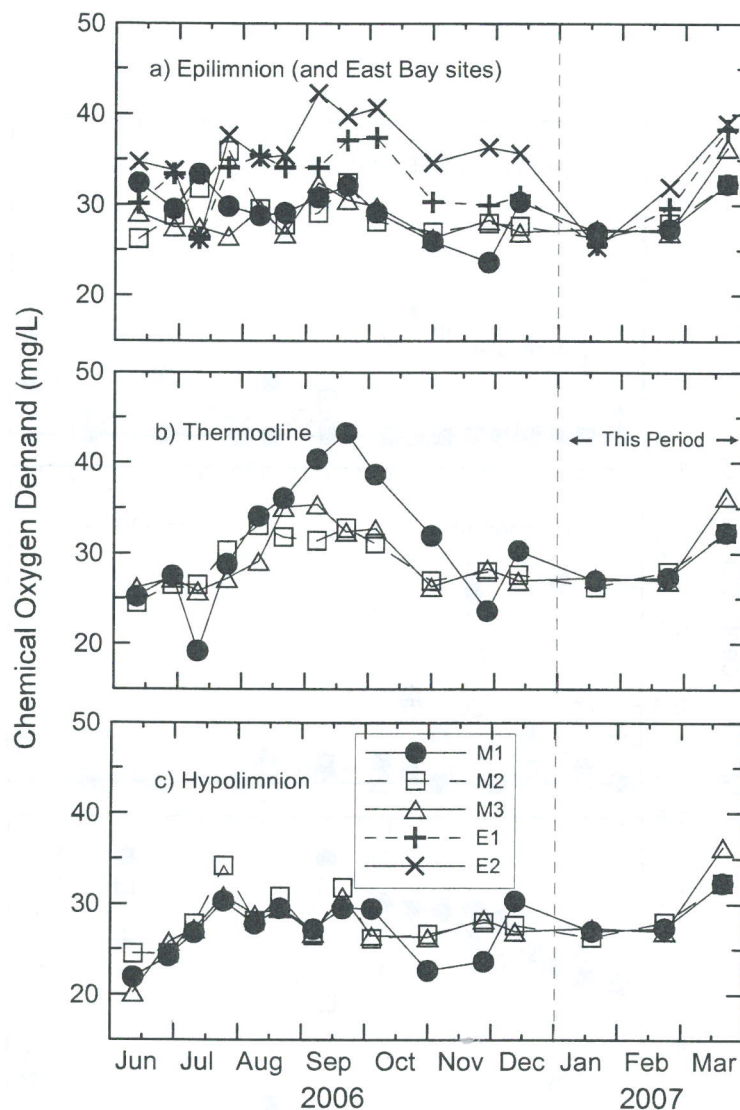 Chemical Oxygen Demand (mg/L)
50
40
30
20
a) Epilimnion (and East Bay sites)
50
40
30
20
b) Thermocline
← This Period →
50
40
30
20
c) Hypolimnion
M1
M2
M3
E1
E2
Jun Jul Aug Sep Oct Nov Dec Jan Feb Mar
2006 2007